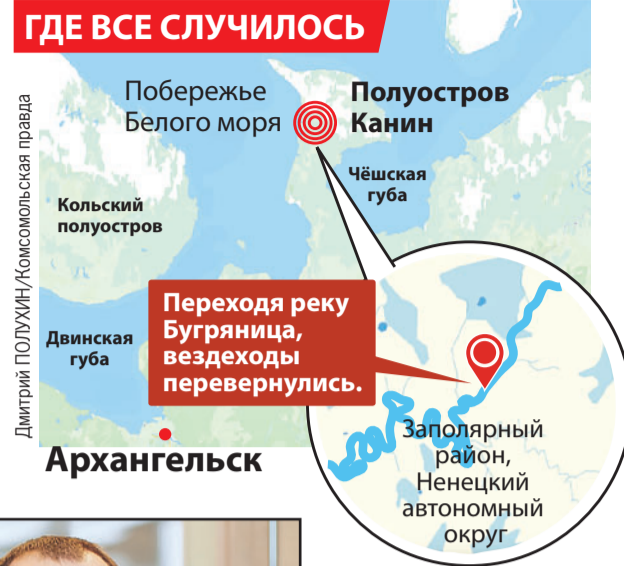 ГДЕ ВСЕ СЛУЧИЛОСЬ
Дмитрий ПОЛУХИН/Комсомольская правда
Побережье
Белого моря
Полуостров
Канин
Чёшская
губа
Кольский
полуостров
Переходя реку
Бугряница,
вездеходы
перевернулись.
Двинская
губа
Архангельск
Заполярный
район,
Ненецкий
автономный
округ